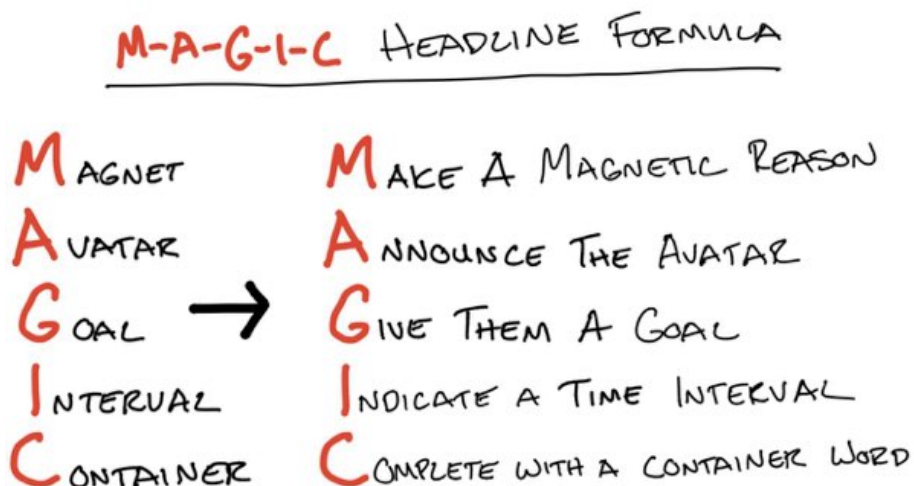 M-A-G-I-C HEADLINE FORMULA
MAGNET → MAKE A MAGNETIC REASON
AVATAR ANNOUNCE THE AVATAR
GOAL GIVE THEM A GOAL
INTERVAL INDICATE A TIME INTERVAL
CONTAINER COMPLETE WITH A CONTAINER WORD